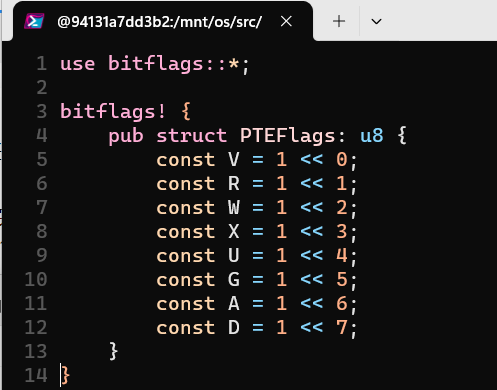 @94131a7dd3b2:/mnt/os/src/
1 use bitflags::*;
2
3 bitflags! {
4     pub struct PTEFlags: u8 {
5         const V = 1 << 0;
6         const R = 1 << 1;
7         const W = 1 << 2;
8         const X = 1 << 3;
9         const U = 1 << 4;
10         const G = 1 << 5;
11         const A = 1 << 6;
12         const D = 1 << 7;
13     }
14 }